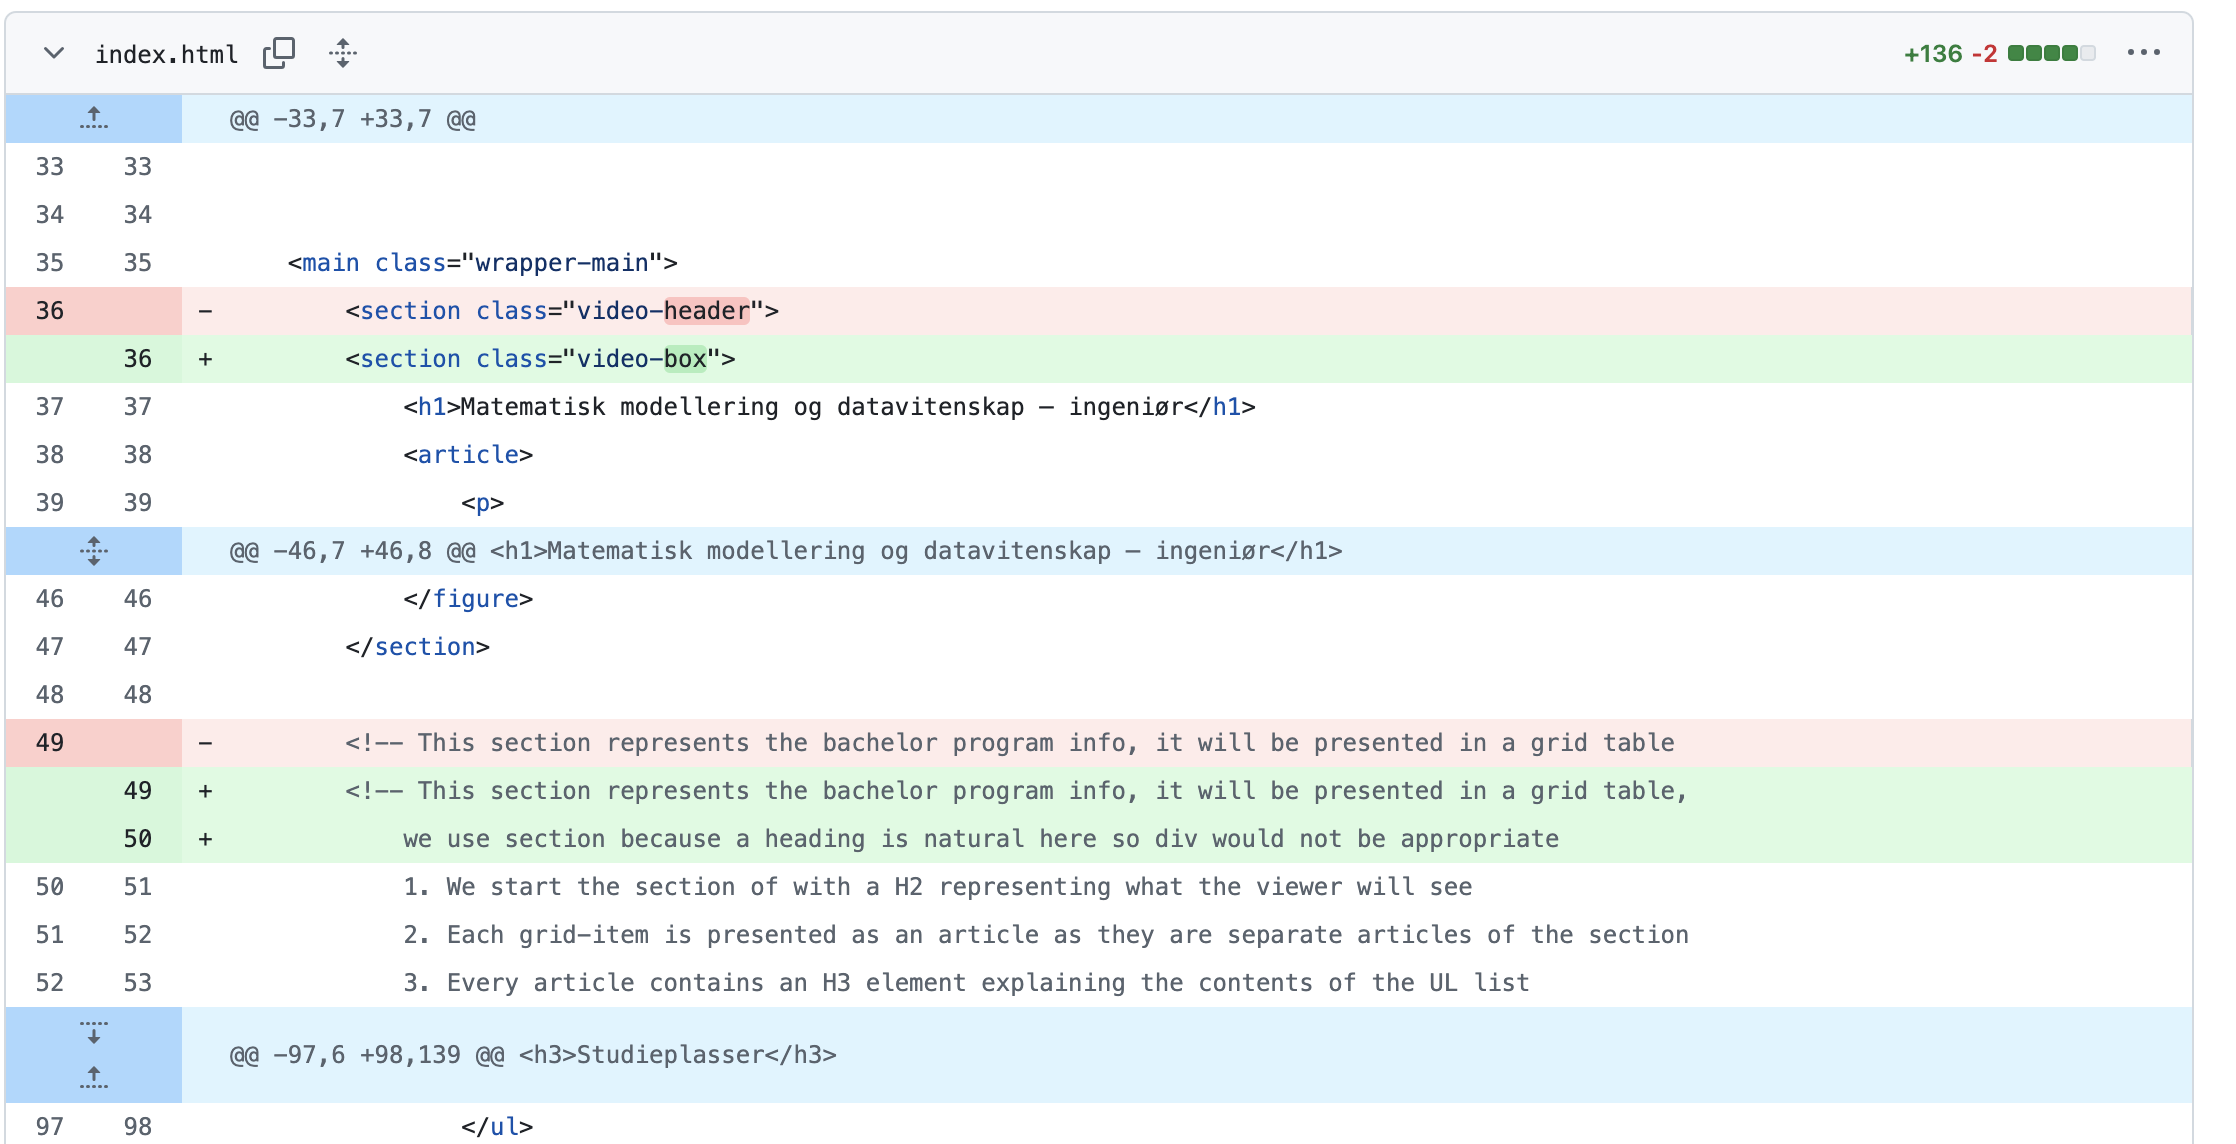 index.html +136 -2
@@ -33,7 +33,7 @@
33 33
34 34
35 35 <main class="wrapper-main">
36 - <section class="video-header">
36 + <section class="video-box">
37 37 <h1>Matematisk modellering og datavitenskap – ingeniør</h1>
38 38 <article>
39 39 <p>
@@ -46,7 +46,8 @@ <h1>Matematisk modellering og datavitenskap – ingeniør</h1>
46 46 </figure>
47 47 </section>
48 48
49 - <!-- This section represents the bachelor program info, it will be presented in a grid table
49 + <!-- This section represents the bachelor program info, it will be presented in a grid table,
50 + we use section because a heading is natural here so div would not be appropriate
50 51 1. We start the section of with a H2 representing what the viewer will see
51 52 2. Each grid-item is presented as an article as they are separate articles of the section
52 53 3. Every article contains an H3 element explaining the contents of the UL list
@@ -97,6 +98,139 @@ <h3>Studieplasser</h3>
97 98 </ul>